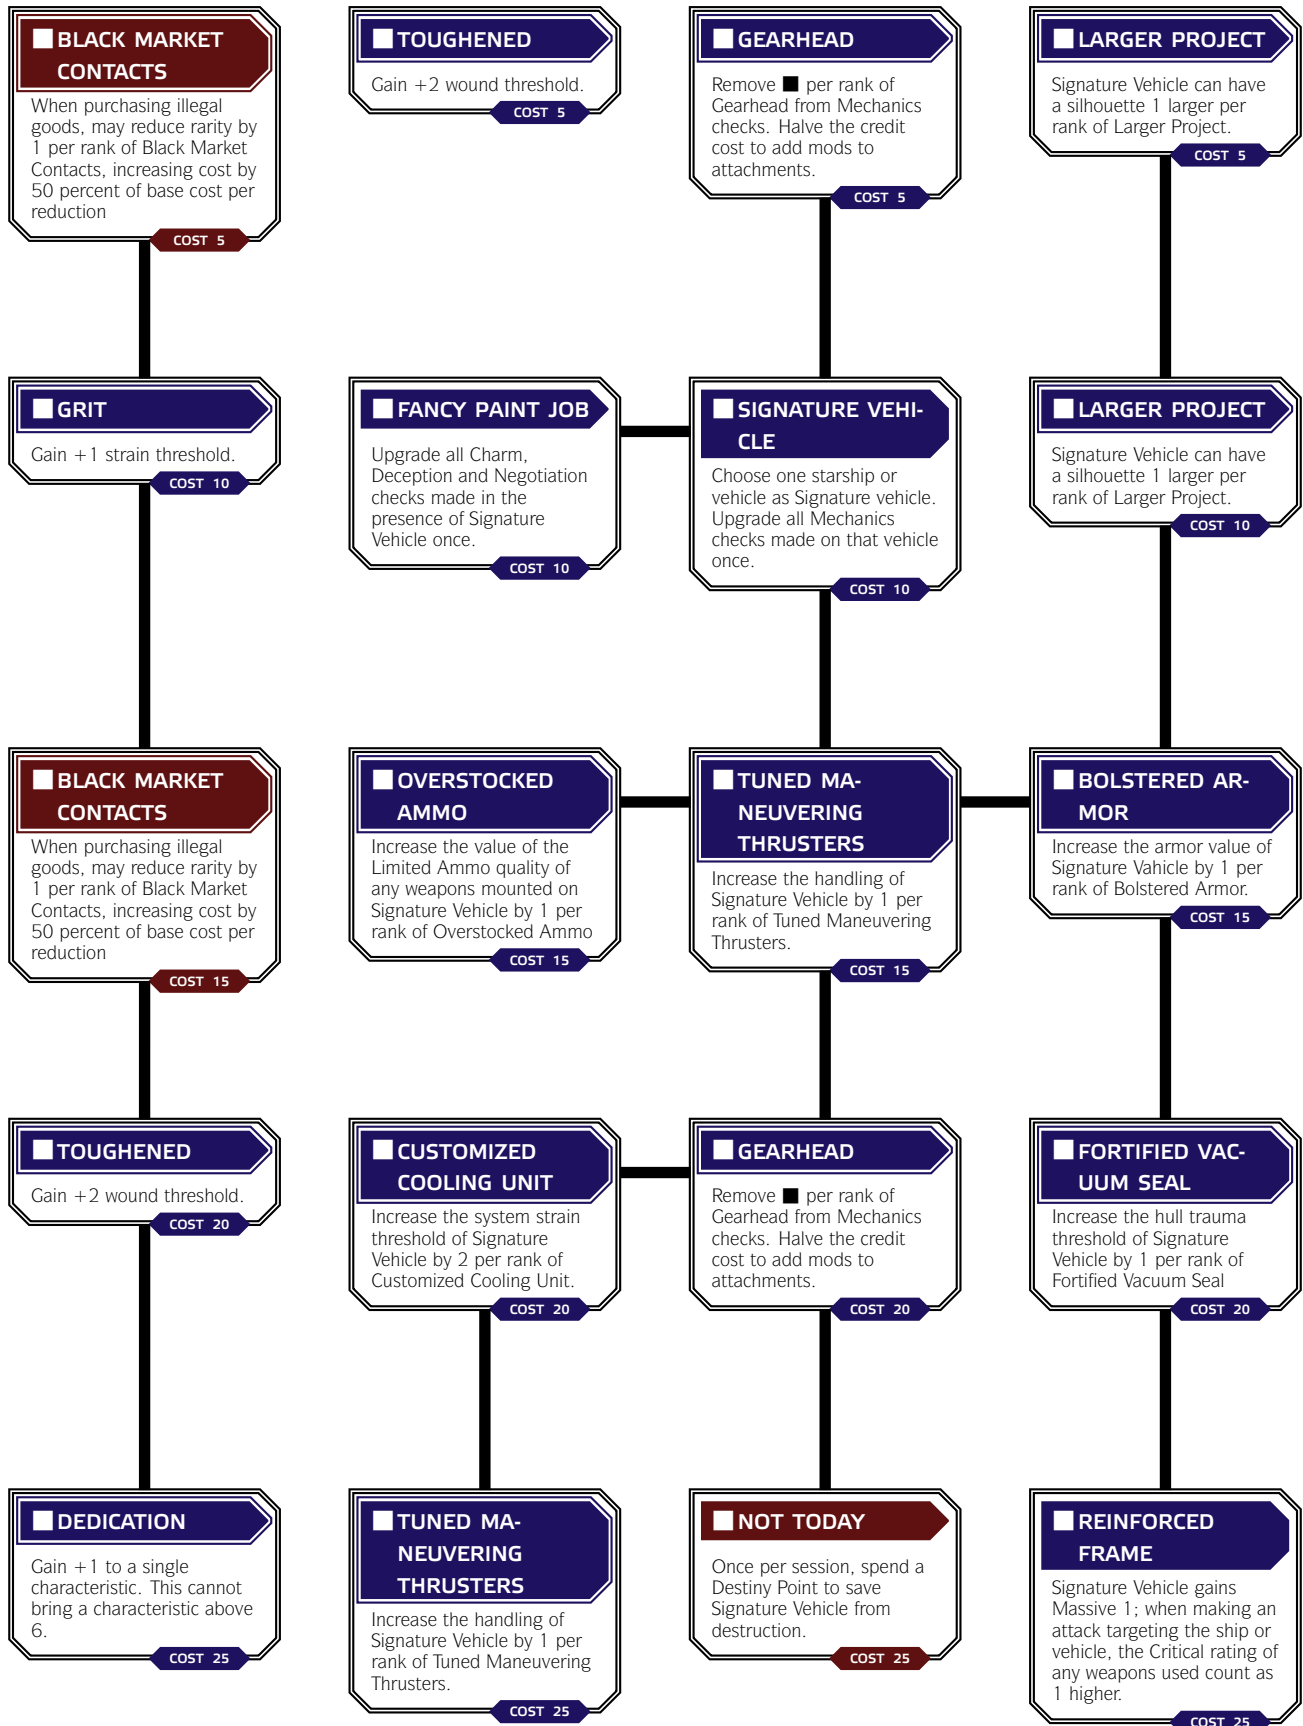 BLACK MARKET
CONTACTS
When purchasing illegal
goods, may reduce rarity by
1 per rank of Black Market
Contacts, increasing cost by
50 percent of base cost per
reduction
COST 5
TOUGHENED
Gain +2 wound threshold.
COST 5
GEARHEAD
Remove ■ per rank of
Gearhead from Mechanics
checks. Halve the credit
cost to add mods to
attachments.
COST 5
LARGER PROJECT
Signature Vehicle can have
a silhouette 1 larger per
rank of Larger Project.
COST 5
GRIT
Gain +1 strain threshold.
COST 10
FANCY PAINT JOB
Upgrade all Charm,
Deception and Negotiation
checks made in the
presence of Signature
Vehicle once.
COST 10
SIGNATURE VEHI-
CLE
Choose one starship or
vehicle as Signature vehicle.
Upgrade all Mechanics
checks made on that vehicle
once.
COST 10
LARGER PROJECT
Signature Vehicle can have
a silhouette 1 larger per
rank of Larger Project.
COST 10
BLACK MARKET
CONTACTS
When purchasing illegal
goods, may reduce rarity by
1 per rank of Black Market
Contacts, increasing cost by
50 percent of base cost per
reduction
COST 15
OVERSTOCKED
AMMO
Increase the value of the
Limited Ammo quality of
any weapons mounted on
Signature Vehicle by 1 per
rank of Overstocked Ammo
COST 15
TUNED MA-
NEUVERING
THRUSTERS
Increase the handling of
Signature Vehicle by 1 per
rank of Tuned Maneuvering
Thrusters.
COST 15
BOLSTERED AR-
MOR
Increase the armor value of
Signature Vahicle by 1 per
rank of Bolstered Armor.
COST 15
TOUGHENED
Gain +2 wound threshold.
COST 20
CUSTOMIZED
COOLING UNIT
Increase the system strain
threshold of Signature
Vehicle by 2 per rank of
Customized Cooling Unit.
COST 20
GEARHEAD
Remove ■ per rank of
Gearhead from Mechanics
checks. Halve the credit
cost to add mods to
attachments.
COST 20
FORTIFIED VAC-
UUM SEAL
Increase the hull trauma
threshold of Signature
Vehicle by 1 per rank of
Fortified Vacuum Seal
COST 20
DEDICATION
Gain +1 to a single
characteristic. This cannot
bring a characteristic above
6.
COST 25
TUNED MA-
NEUVERING
THRUSTERS
Increase the handling of
Signature Vehicle by 1 per
rank of Tuned Maneuvering
Thrusters.
COST 25
NOT TODAY
Once per session, spend a
Destiny Point to save
Signature Vehicle from
destruction.
COST 25
REINFORCED
FRAME
Signature Vehicle gains
Massive 1; when making an
attack targeting the ship or
vehicle, the Critical rating of
any weapons used count as
1 higher.
COST 25